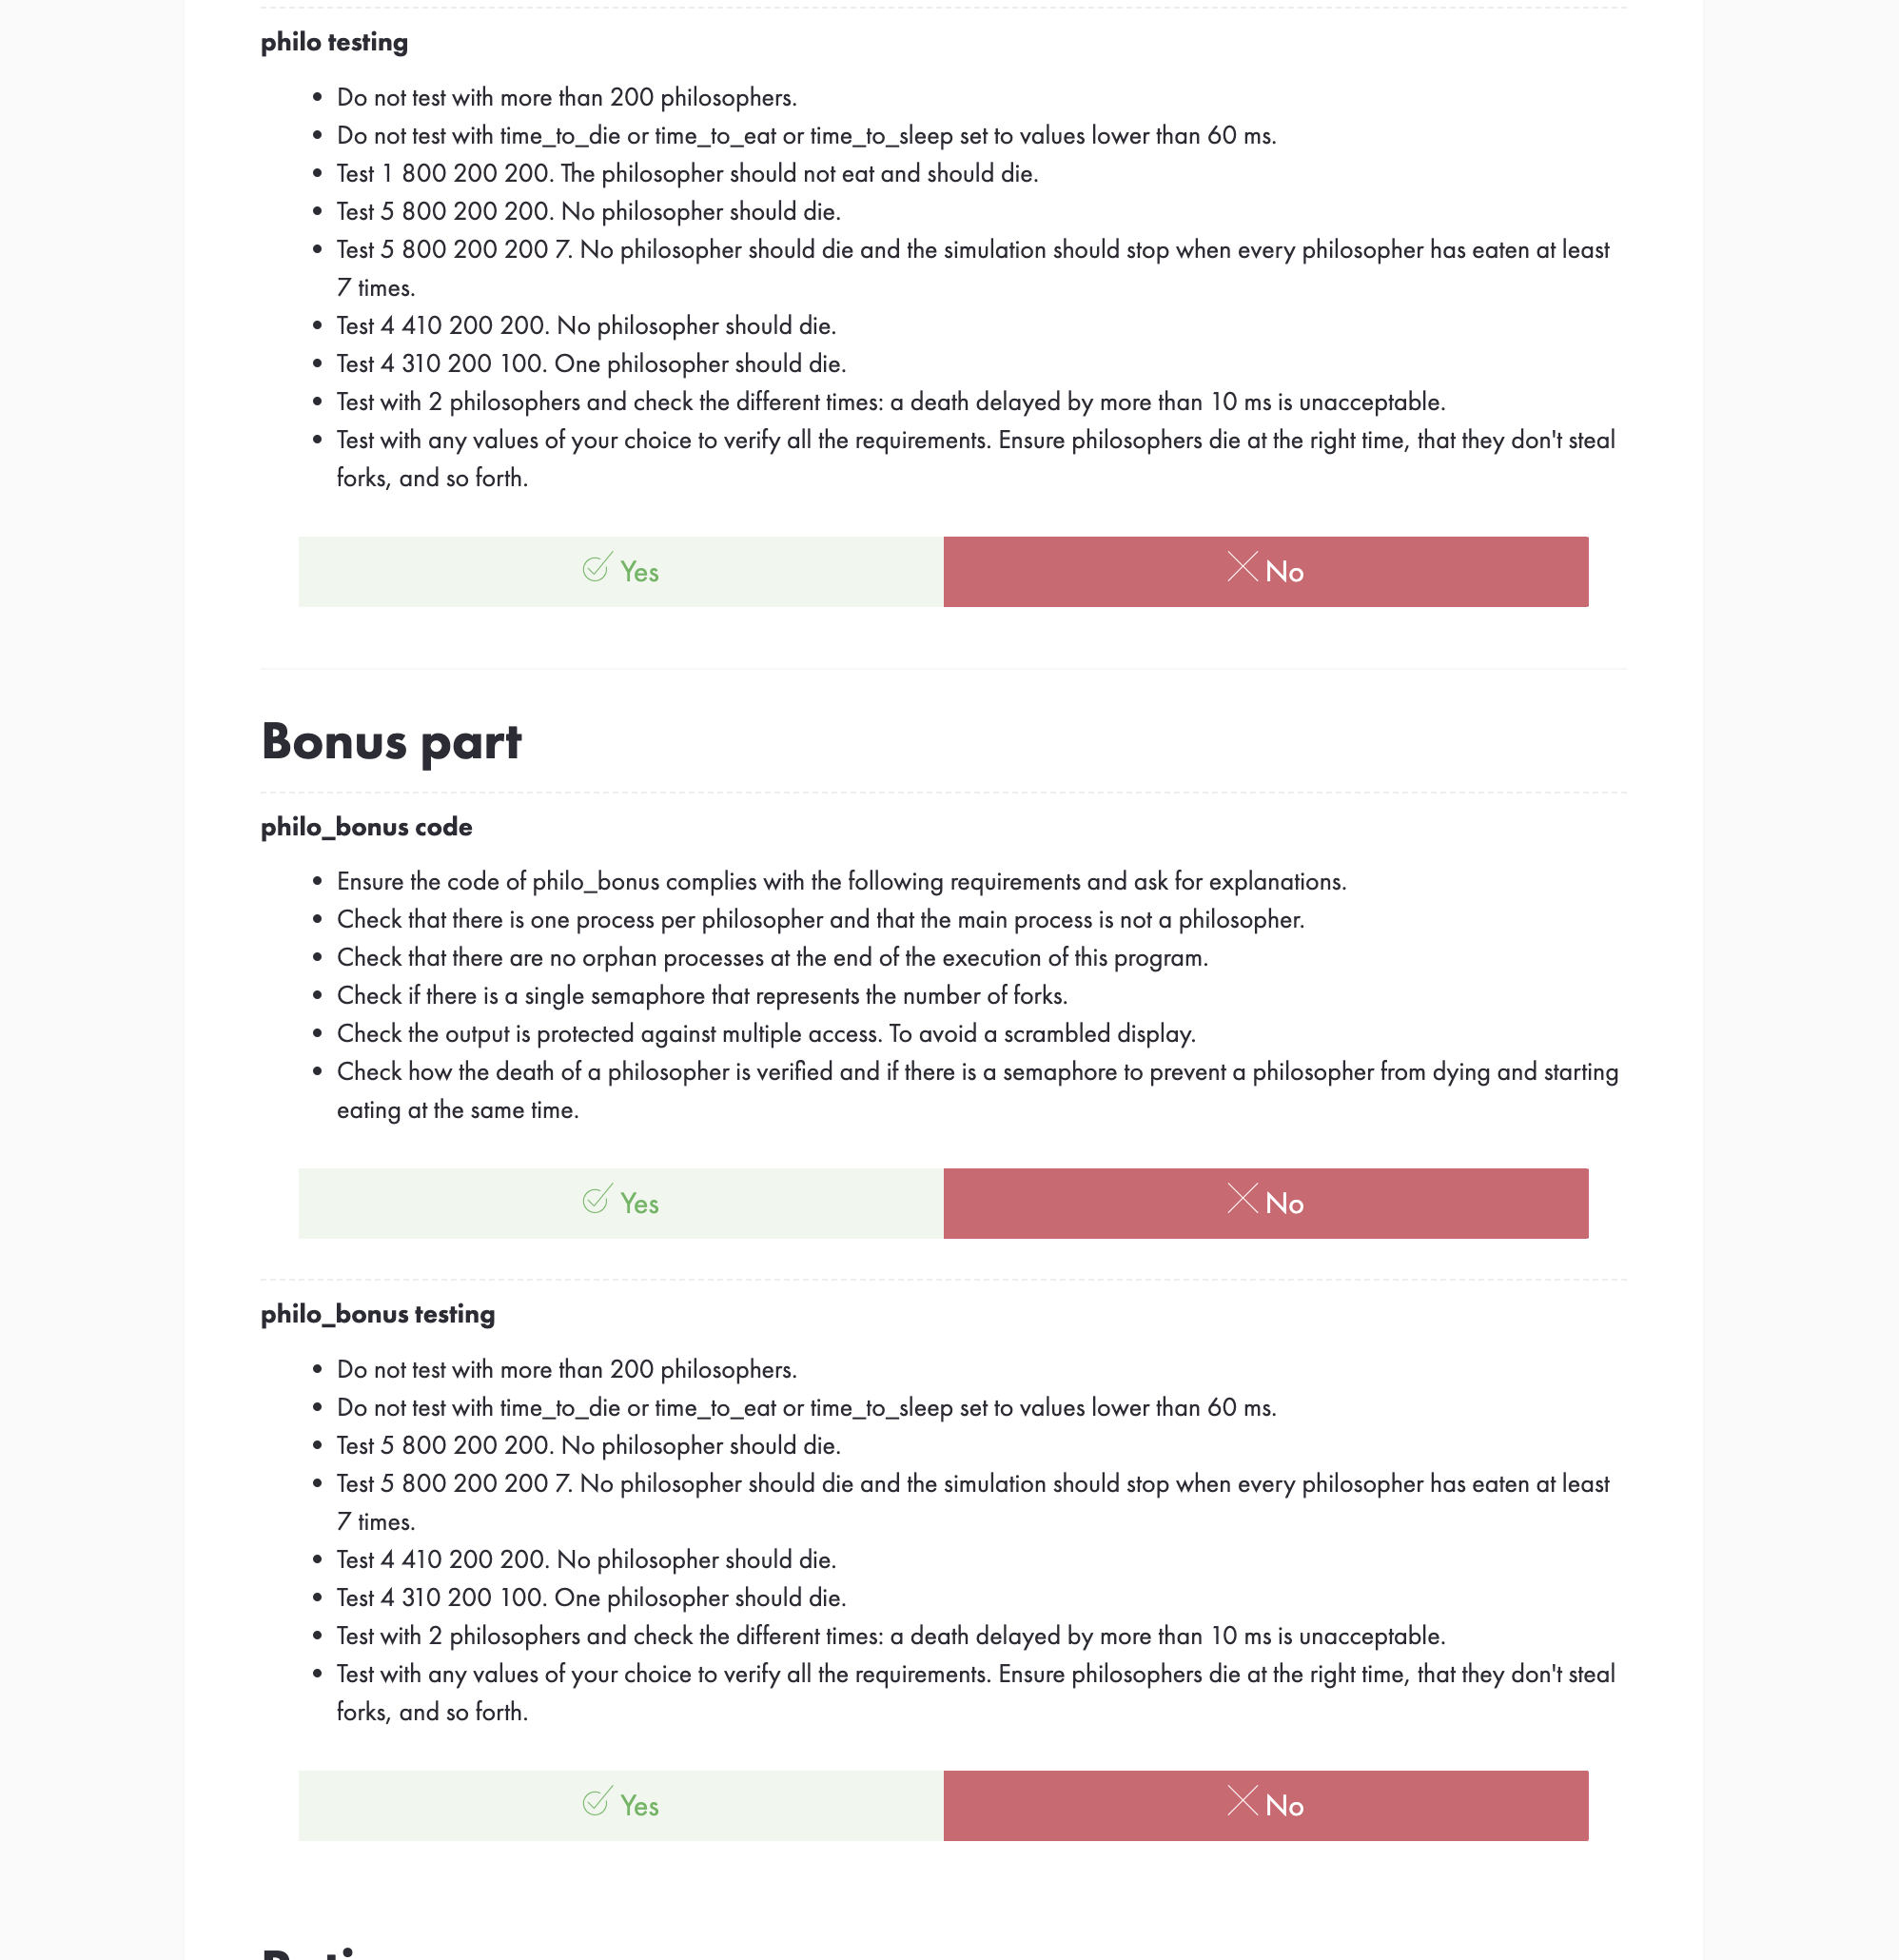 philo testing
Do not test with more than 200 philosophers.
Do not test with time_to_die or time_to_eat or time_to_sleep set to values lower than 60 ms.
Test 1 800 200 200. The philosopher should not eat and should die.
Test 5 800 200 200. No philosopher should die.
Test 5 800 200 200 7. No philosopher should die and the simulation should stop when every philosopher has eaten at least
7 times.
Test 4 410 200 200. No philosopher should die.
Test 4 310 200 100. One philosopher should die.
Test with 2 philosophers and check the different times: a death delayed by more than 10 ms is unacceptable.
Test with any values of your choice to verify all the requirements. Ensure philosophers die at the right time, that they don't steal
forks, and so forth.
Yes
No
Bonus part
philo_bonus code
Ensure the code of philo_bonus complies with the following requirements and ask for explanations.
Check that there is one process per philosopher and that the main process is not a philosopher.
Check that there are no orphan processes at the end of the execution of this program.
Check if there is a single semaphore that represents the number of forks.
Check the output is protected against multiple access. To avoid a scrambled display.
Check how the death of a philosopher is verified and if there is a semaphore to prevent a philosopher from dying and starting
eating at the same time.
Yes
No
philo_bonus testing
Do not test with more than 200 philosophers.
Do not test with time_to_die or time_to_eat or time_to_sleep set to values lower than 60 ms.
Test 5 800 200 200. No philosopher should die.
Test 5 800 200 200 7. No philosopher should die and the simulation should stop when every philosopher has eaten at least
7 times.
Test 4 410 200 200. No philosopher should die.
Test 4 310 200 100. One philosopher should die.
Test with 2 philosophers and check the different times: a death delayed by more than 10 ms is unacceptable.
Test with any values of your choice to verify all the requirements. Ensure philosophers die at the right time, that they don't steal
forks, and so forth.
Yes
No